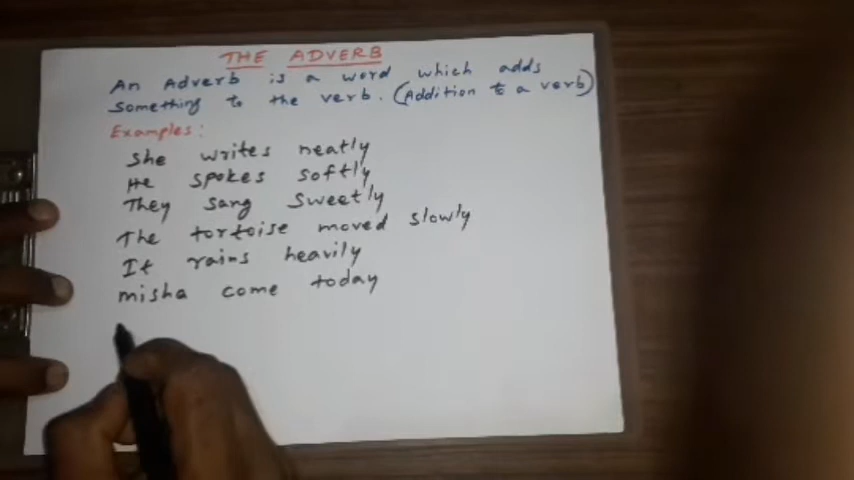 THE ADVERB
An Adverb is a word which adds
something to the verb. (Addition to a verb)
Examples:
She writes neatly
He spokes softly
They sang sweetly
The tortoise moved slowly
It rains heavily
misha come today